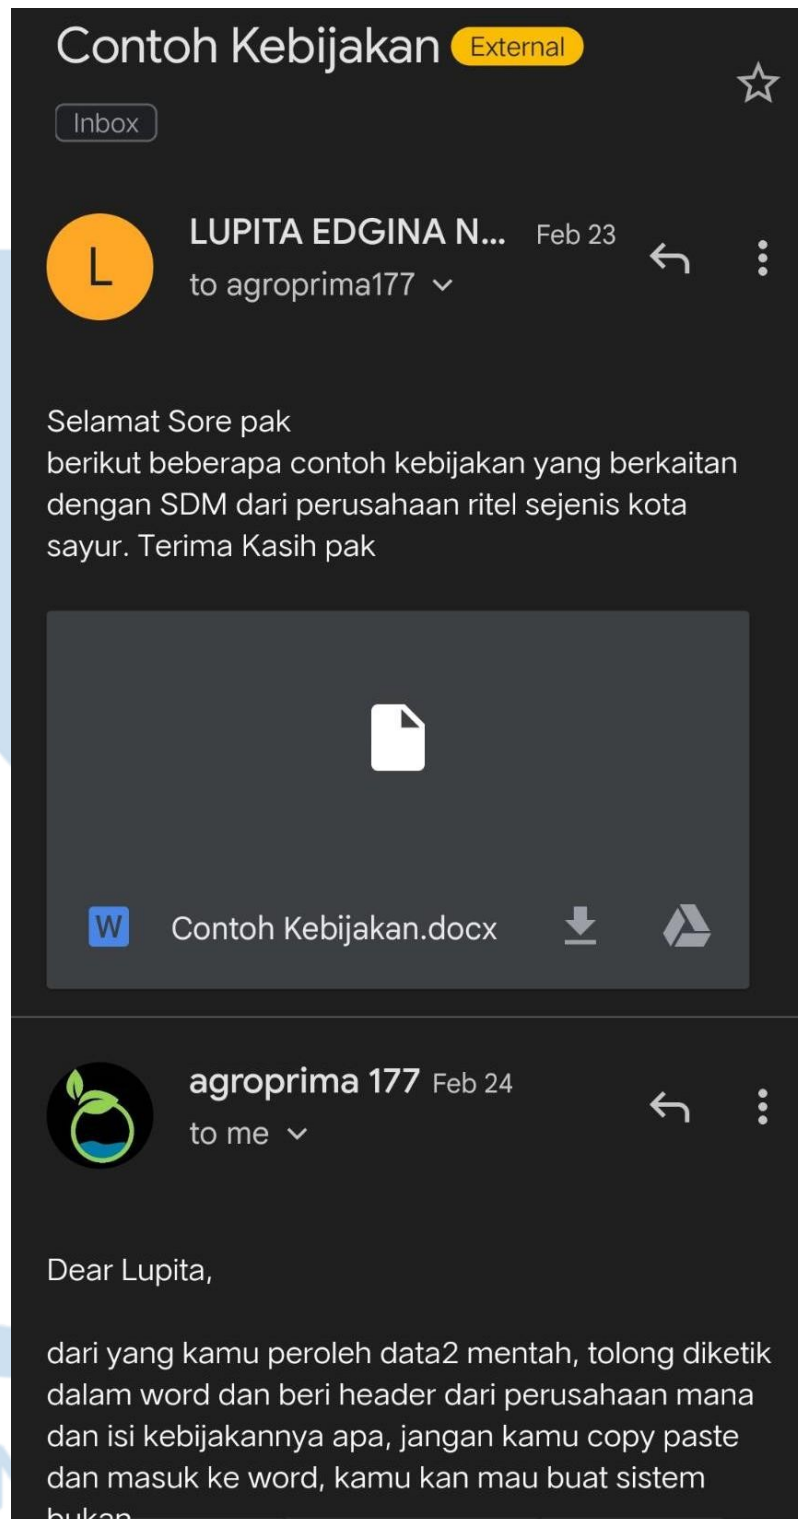 Contoh Kebijakan External
Inbox
L
LUPITA EDGINA N... Feb 23
to agroprima177
Selamat Sore pak
berikut beberapa contoh kebijakan yang berkaitan
dengan SDM dari perusahaan ritel sejenis kota
sayur. Terima Kasih pak
W Contoh Kebijakan.docx
agroprima 177 Feb 24
to me
Dear Lupita,
dari yang kamu peroleh data2 mentah, tolong diketik
dalam word dan beri header dari perusahaan mana
dan isi kebijakannya apa, jangan kamu copy paste
dan masuk ke word, kamu kan mau buat sistem
bukan